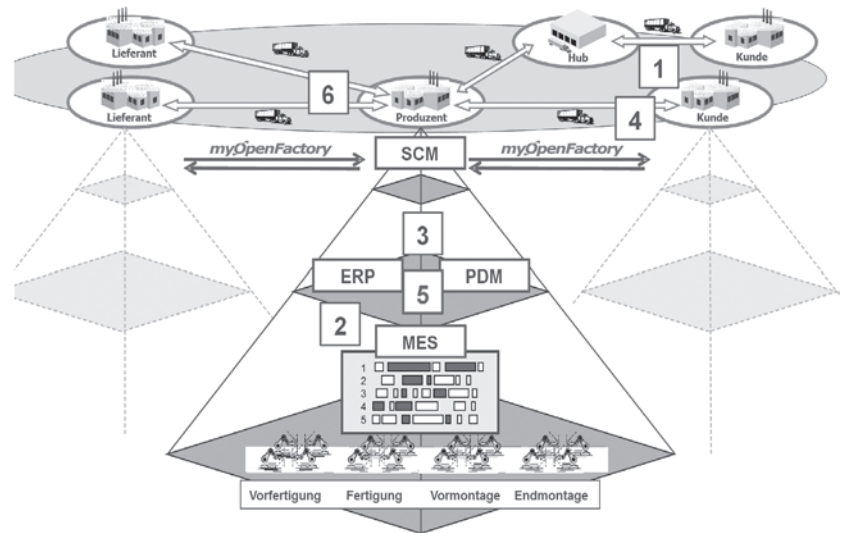 Lieferant
Hub
Kunde
1
6
Lieferant
Produzent
4
Kunde
myOpenFactory
SCM
myOpenFactory
3
ERP
PDM
5
2
MES
1
2
3
4
5
Vorfertigung Fertigung Vormontage Endmontage